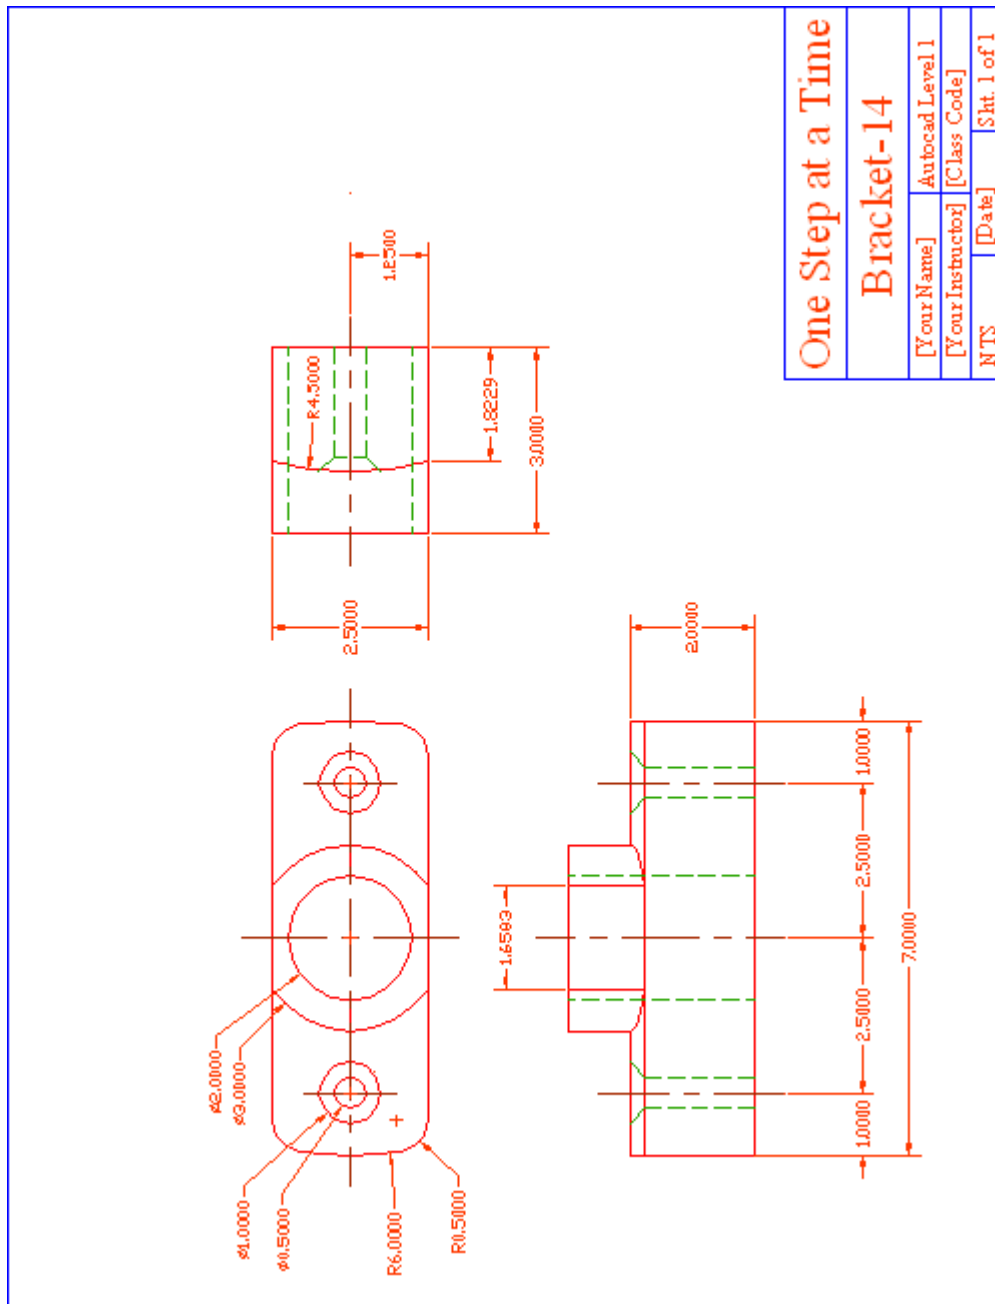 One Step at a Time
Bracket-14
[Your Name] Autocad Level 1
[Your Instructor] [Class Code]
NTS [Date] Sht. 1 of 1
1.2500
R4.5000
1.8229
3.0000
2.5000
2.0000
ø2.0000
ø3.0000
ø1.0000
ø0.5000
R6.0000
R0.5000
1.6583
1.0000
2.5000
2.5000
1.0000
7.0000